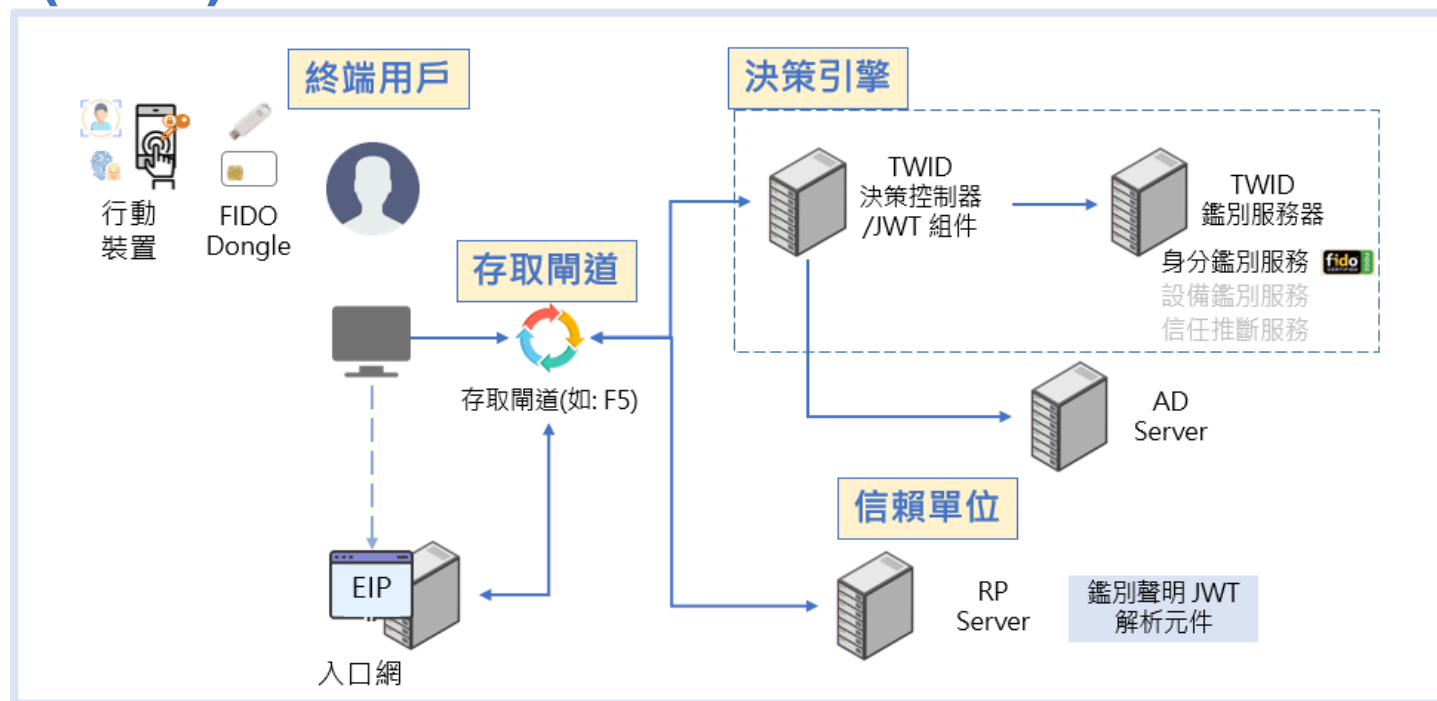 終端用戶
決策引擎
行動
裝置
FIDO
Dongle
TWID
決策控制器
/JWT 組件
TWID
鑑別服務器
身分鑑別服務
fido
CERTIFIED
設備鑑別服務
信任推斷服務
存取閘道
存取閘道(如: F5)
AD
Server
信賴單位
EIP
入口網
RP
Server
鑑別聲明 JWT
解析元件